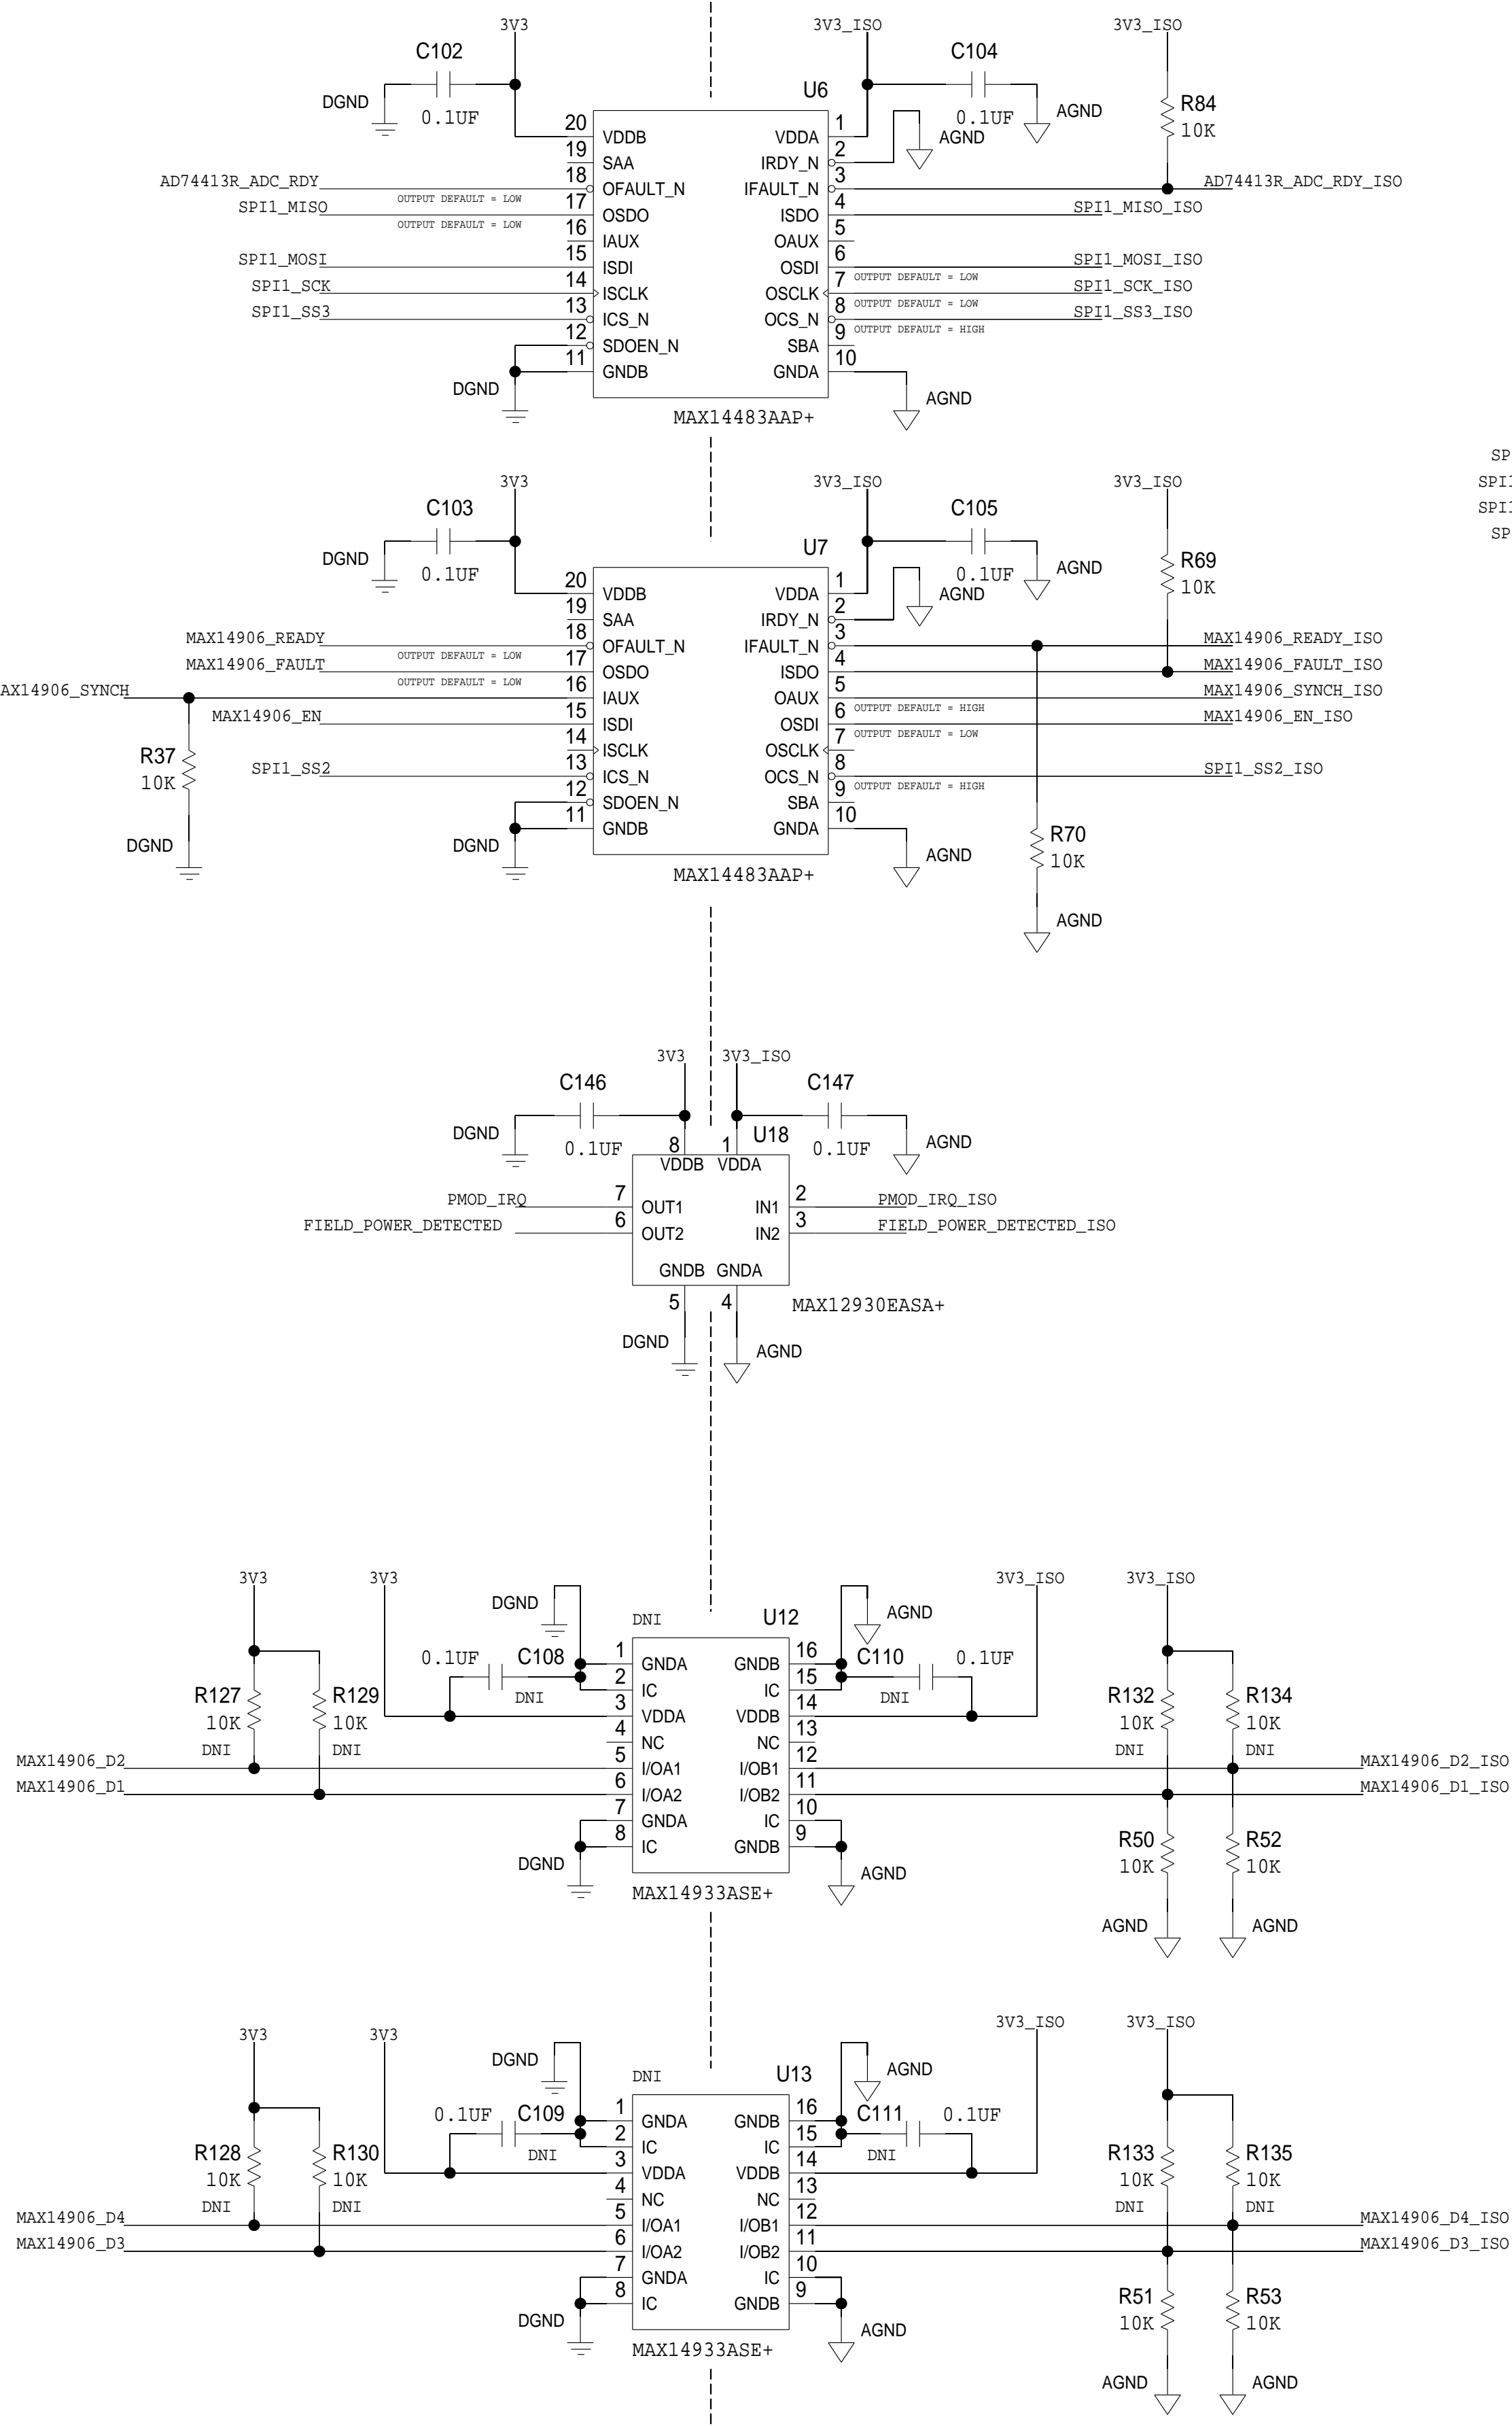 3V3 3V3_ISO 3V3_ISO
C102 C104
U6 R84
DGND 0.1UF 0.1UF AGND 10K
20 VDDB VDDA 1 AGND
19 SAA IRDY_N 2
AD74413R_ADC_RDY 18 OFAULT_N IFAULT_N 3 AD74413R_ADC_RDY_ISO
OUTPUT DEFAULT = LOW
SPI1_MISO 17 OSDO ISDO 4 SPI1_MISO_ISO
OUTPUT DEFAULT = LOW
16 IAUX OAUX 5
SPI1_MOSI 15 ISDI OSDI 6 SPI1_MOSI_ISO
OUTPUT DEFAULT = LOW
SPI1_SCK 14 ISCLK OSCLK 7 SPI1_SCK_ISO
OUTPUT DEFAULT = LOW
SPI1_SS3 13 ICS_N OCS_N 8 SPI1_SS3_ISO
OUTPUT DEFAULT = HIGH
12 SDOEN_N SBA 9
11 GNDB GNDA 10
DGND AGND
MAX14483AAP+
SP
SPI1
SPI1
SP
3V3 3V3_ISO 3V3_ISO
C103 C105
U7 R69
DGND 0.1UF 0.1UF AGND 10K
20 VDDB VDDA 1 AGND
19 SAA IRDY_N 2
MAX14906_READY 18 OFAULT_N IFAULT_N 3 MAX14906_READY_ISO
OUTPUT DEFAULT = LOW
MAX14906_FAULT 17 OSDO ISDO 4 MAX14906_FAULT_ISO
OUTPUT DEFAULT = LOW
AX14906_SYNCH 16 IAUX OAUX 5 MAX14906_SYNCH_ISO
OUTPUT DEFAULT = HIGH
MAX14906_EN 15 ISDI OSDI 6 MAX14906_EN_ISO
OUTPUT DEFAULT = LOW
R37 14 ISCLK OSCLK 7
10K SPI1_SS2 13 ICS_N OCS_N 8 SPI1_SS2_ISO
OUTPUT DEFAULT = HIGH
12 SDOEN_N SBA 9
11 GNDB GNDA 10
R70
10K
DGND DGND AGND
MAX14483AAP+
AGND
3V3 3V3_ISO
C146 C147
DGND 0.1UF 8 1 U18 0.1UF AGND
VDDB VDDA
PMOD_IRQ 7 OUT1 IN1 2 PMOD_IRQ_ISO
FIELD_POWER_DETECTED 6 OUT2 IN2 3 FIELD_POWER_DETECTED_ISO
GNDB GNDA
5 4 MAX12930EASA+
DGND AGND
3V3 3V3 3V3_ISO 3V3_ISO
DGND DNI U12 AGND
0.1UF C108 1 GNDA GNDB 16 C110 0.1UF
DNI 2 IC IC 15 DNI
R127 R129 3 VDDA VDDB 14 R132 R134
10K 10K 10K 10K
DNI DNI 4 NC NC 13 DNI DNI
MAX14906_D2 5 I/OA1 I/OB1 12 MAX14906_D2_ISO
MAX14906_D1 6 I/OA2 I/OB2 11 MAX14906_D1_ISO
7 GNDA IC 10
8 IC GNDB 9 R50 R52
10K 10K
DGND AGND
MAX14933ASE+
AGND AGND
3V3 3V3 3V3_ISO 3V3_ISO
DGND DNI U13 AGND
0.1UF C109 1 GNDA GNDB 16 C111 0.1UF
DNI 2 IC IC 15 DNI
R128 R130 3 VDDA VDDB 14 R133 R135
10K 10K 10K 10K
DNI DNI 4 NC NC 13 DNI DNI
MAX14906_D4 5 I/OA1 I/OB1 12 MAX14906_D4_ISO
MAX14906_D3 6 I/OA2 I/OB2 11 MAX14906_D3_ISO
7 GNDA IC 10
8 IC GNDB 9 R51 R53
10K 10K
DGND AGND
MAX14933ASE+
AGND AGND